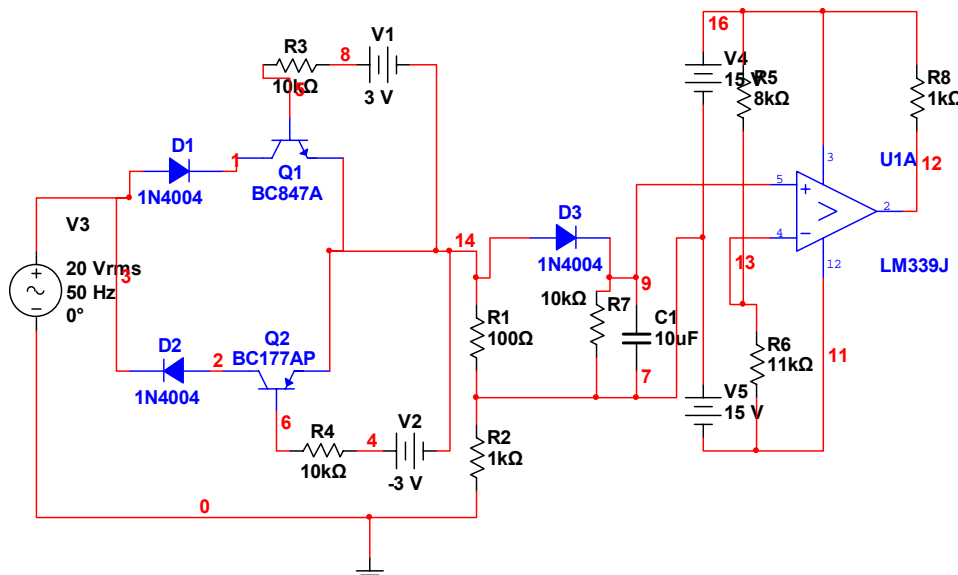 16
V1
R3
8
3 V
10kΩ
5
V4
15 V
R5
8kΩ
R8
1kΩ
3
U1A
12
D1
1
1N4004
Q1
BC847A
5
2
V3
D3
14
4
LM339J
13
12
3
20 Vrms
50 Hz
0°
1N4004
9
10kΩ
R7
R1
100Ω
C1
10uF
Q2
BC177AP
D2
2
1N4004
R6
11kΩ
11
7
V5
15 V
6
R4
4
V2
10kΩ
-3 V
R2
1kΩ
0